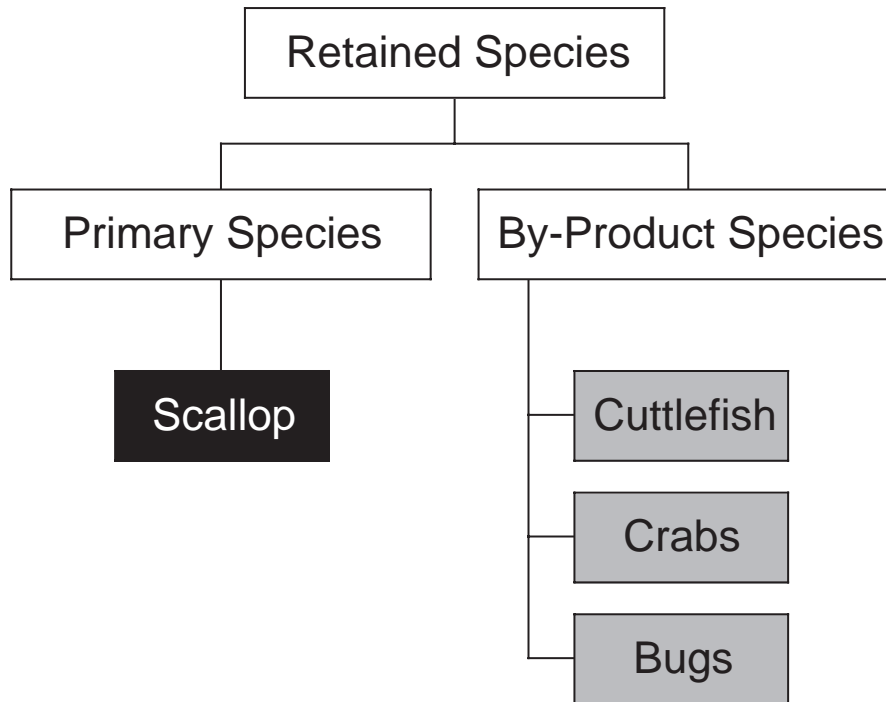 Retained Species
Primary Species
By-Product Species
Scallop
Cuttlefish
Crabs
Bugs